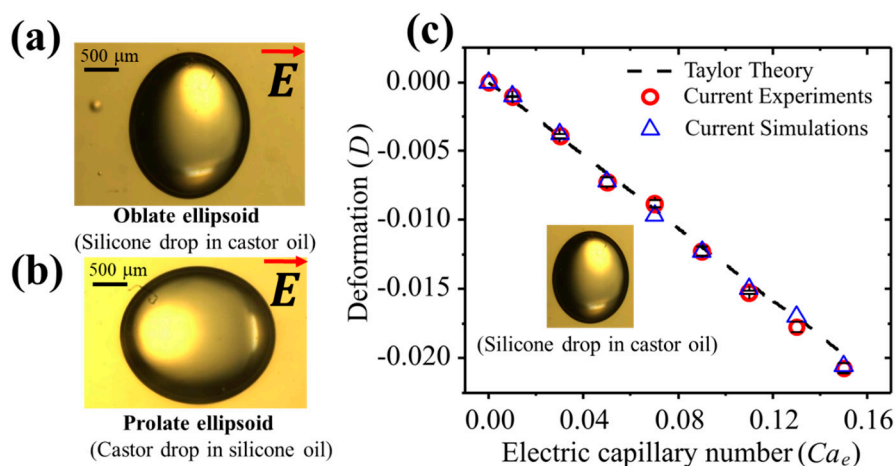 (a)
500 μm
E
Oblate ellipsoid
(Silicone drop in castor oil)
(b)
500 μm
E
Prolate ellipsoid
(Castor drop in silicone oil)
(c)
Taylor Theory
Current Experiments
Current Simulations
Deformation (D)
0.000
-0.005
-0.010
-0.015
-0.020
(Silicone drop in castor oil)
0.00 0.04 0.08 0.12 0.16
Electric capillary number (Caₑ)